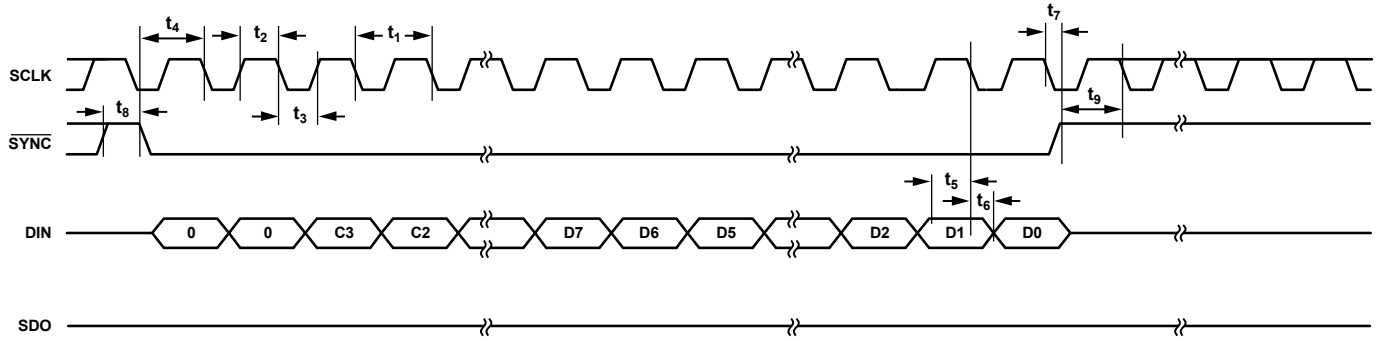 t4 t2 t1 t7
SCLK
t8 t3 t9
SYNC
t5 t6
DIN 0 0 C3 C2 D7 D6 D5 D2 D1 D0
SDO